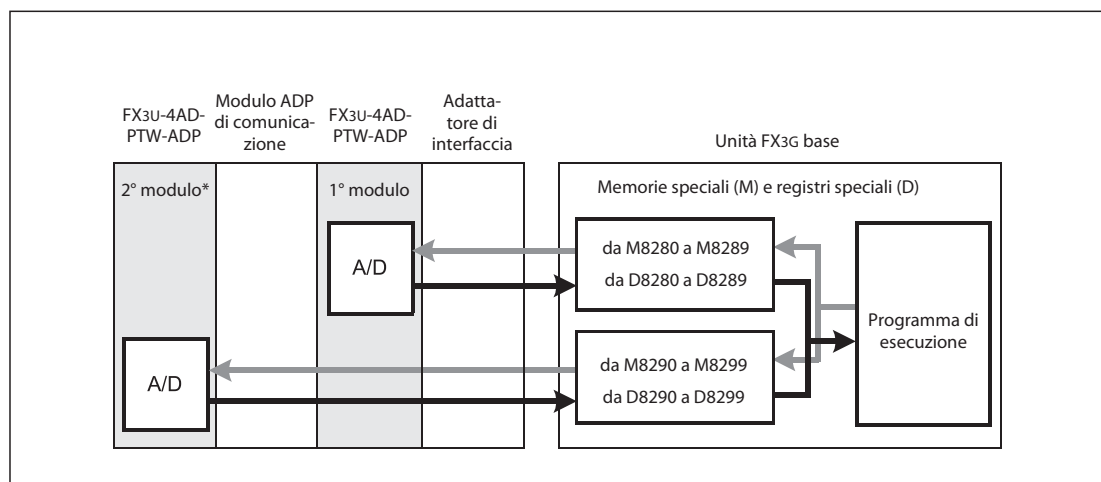 FX3U-4AD-
PTW-ADP
Modulo ADP
di comunica-
zione
FX3U-4AD-
PTW-ADP
Adatta-
tore di
interfaccia
Unità FX3G base
2° modulo*
1° modulo
Memorie speciali (M) e registri speciali (D)
A/D
da M8280 a M8289
da D8280 a D8289
Programma di
esecuzione
A/D
da M8290 a M8299
da D8290 a D8299